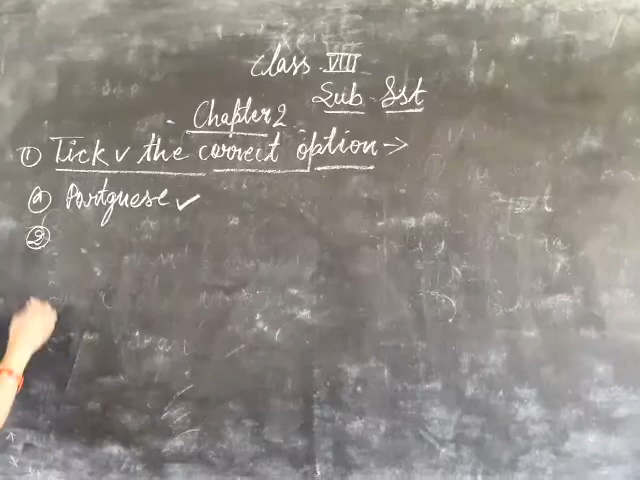 Class VIII
Sub Sst
Chapter 2
① Tick ✓ the correct option →
ⓐ Portguese ✓
②